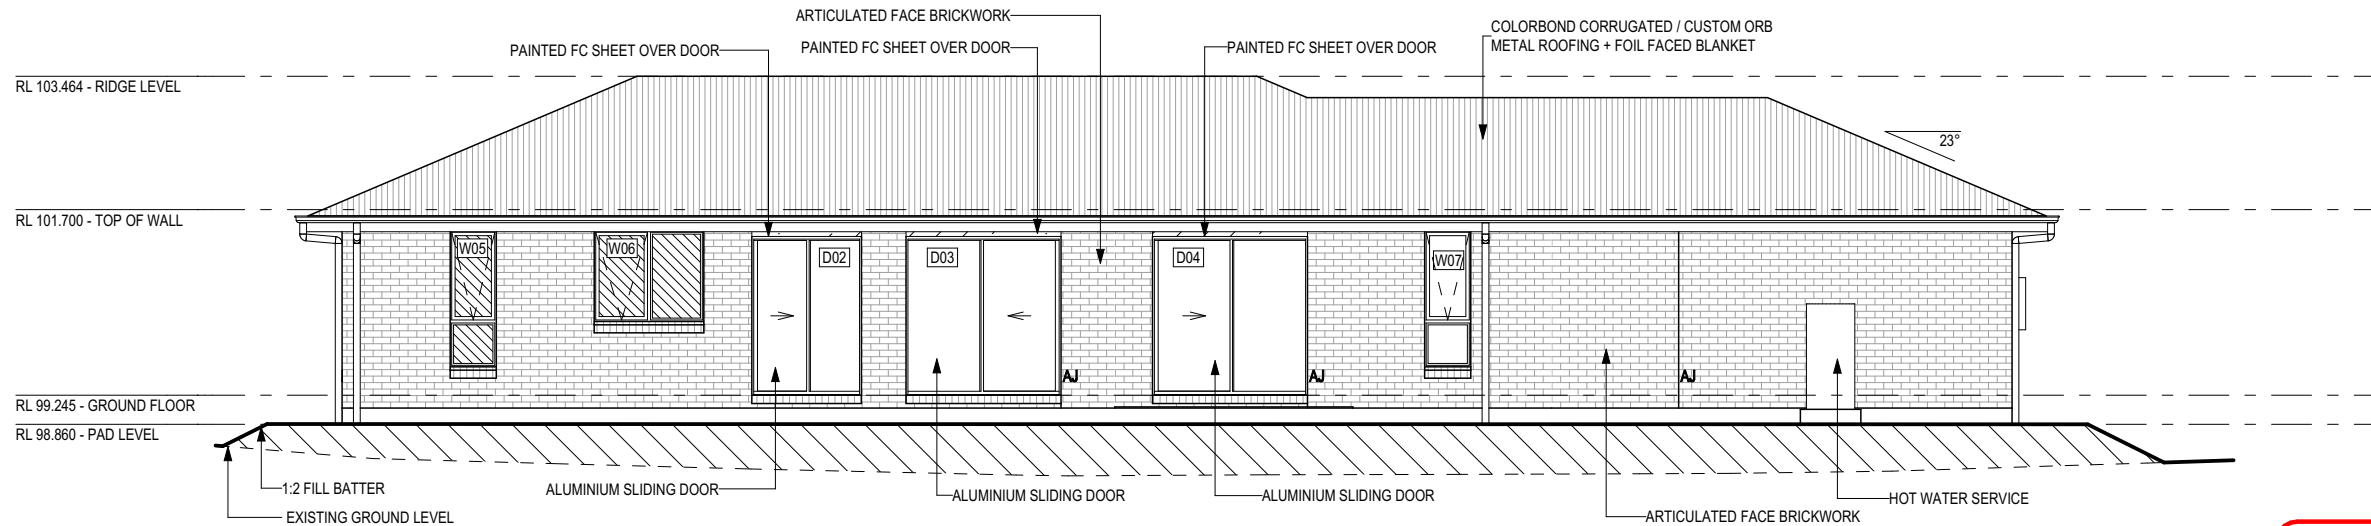 ARTICULATED FACE BRICKWORK
COLORBOND CORRUGATED / CUSTOM ORB
METAL ROOFING + FOIL FACED BLANKET
PAINTED FC SHEET OVER DOOR
PAINTED FC SHEET OVER DOOR
PAINTED FC SHEET OVER DOOR
RL 103.464 - RIDGE LEVEL
23°
RL 101.700 - TOP OF WALL
W05
W06
D02
D03
D04
W07
AJ
AJ
AJ
RL 99.245 - GROUND FLOOR
RL 98.860 - PAD LEVEL
1:2 FILL BATTER
ALUMINIUM SLIDING DOOR
ALUMINIUM SLIDING DOOR
ALUMINIUM SLIDING DOOR
HOT WATER SERVICE
EXISTING GROUND LEVEL
ARTICULATED FACE BRICKWORK